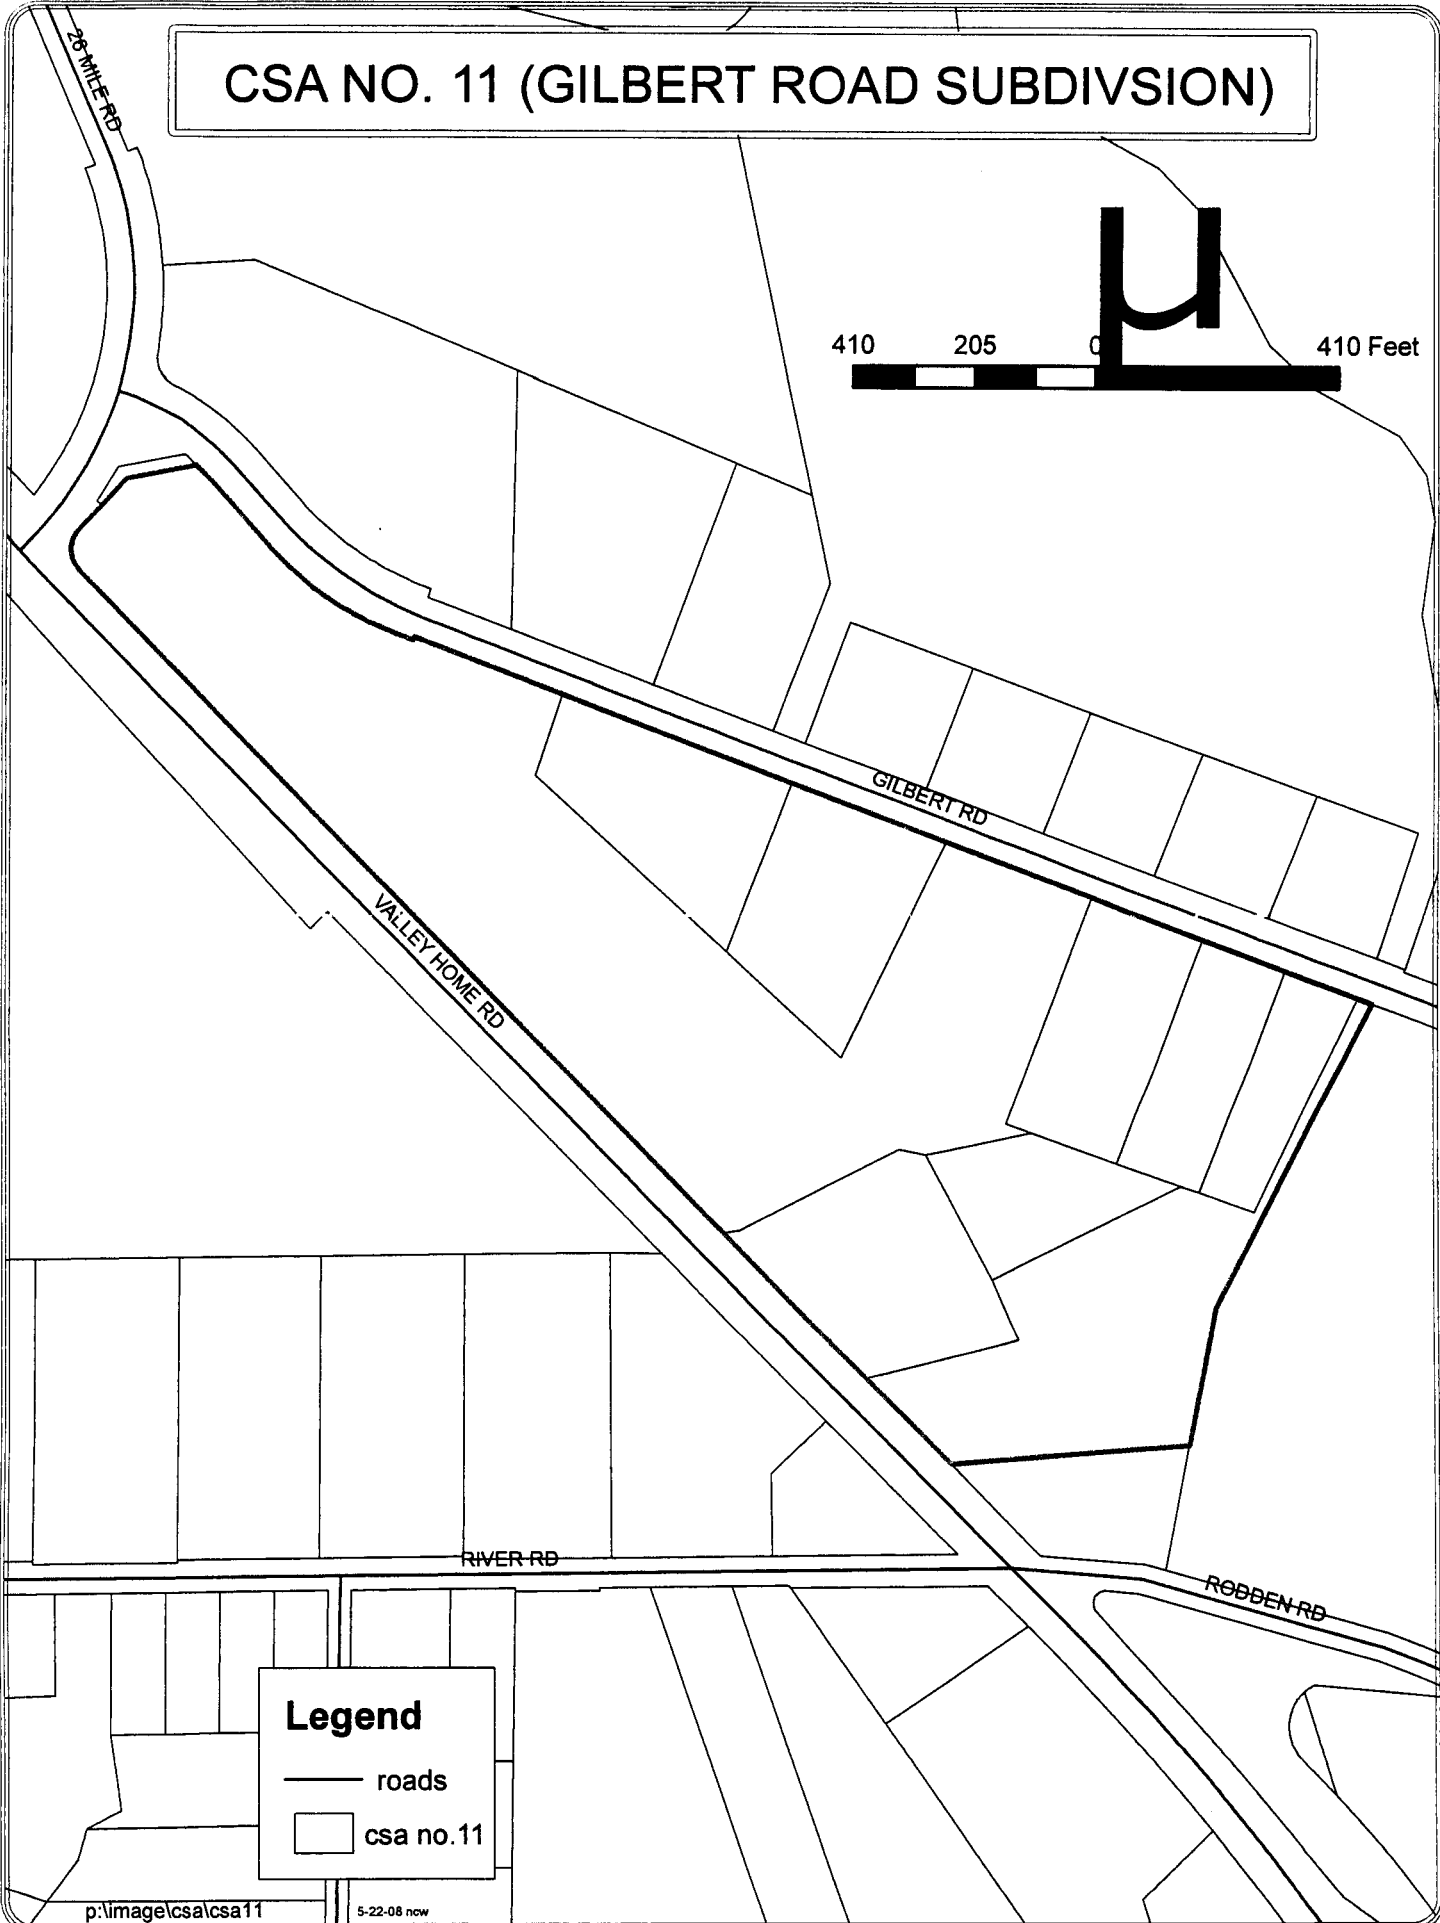 26 MILE RD
CSA NO. 11 (GILBERT ROAD SUBDIVSION)
µ
410 205 0 410 Feet
GILBERT RD
VALLEY HOME RD
RIVER RD
RODDEN RD
Legend
roads
csa no.11
p:\image\csa\csa11
5-22-08 ncw